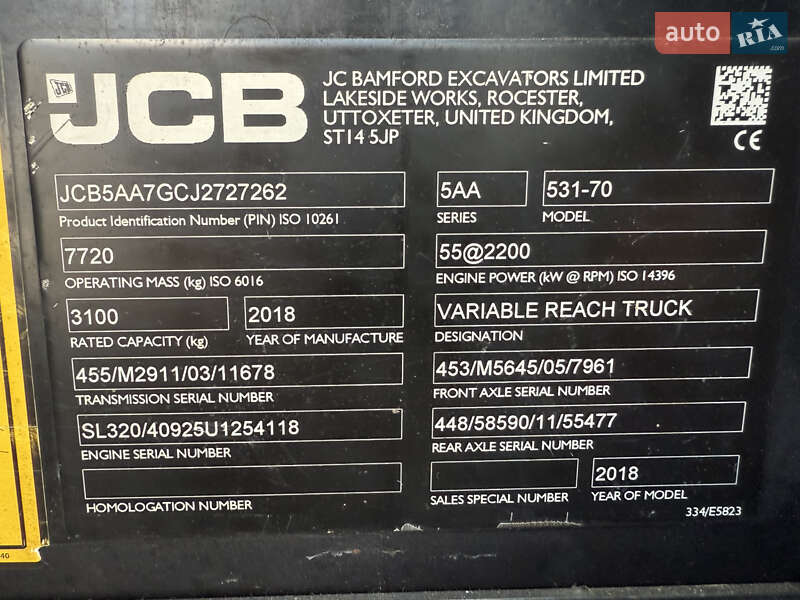 auto RIA.com
JCB
JCB
JC BAMFORD EXCAVATORS LIMITED
LAKESIDE WORKS, ROCESTER,
UTTOXETER, UNITED KINGDOM,
ST14 5JP
CE
JCB5AA7GCJ2727262
Product Identification Number (PIN) ISO 10261
5AA
SERIES
531-70
MODEL
7720
OPERATING MASS (kg) ISO 6016
55@2200
ENGINE POWER (kW @ RPM) ISO 14396
3100
RATED CAPACITY (kg)
2018
YEAR OF MANUFACTURE
VARIABLE REACH TRUCK
DESIGNATION
455/M2911/03/11678
TRANSMISSION SERIAL NUMBER
453/M5645/05/7961
FRONT AXLE SERIAL NUMBER
SL320/40925U1254118
ENGINE SERIAL NUMBER
448/58590/11/55477
REAR AXLE SERIAL NUMBER
HOMOLOGATION NUMBER
SALES SPECIAL NUMBER
2018
YEAR OF MODEL
334/E5823
40